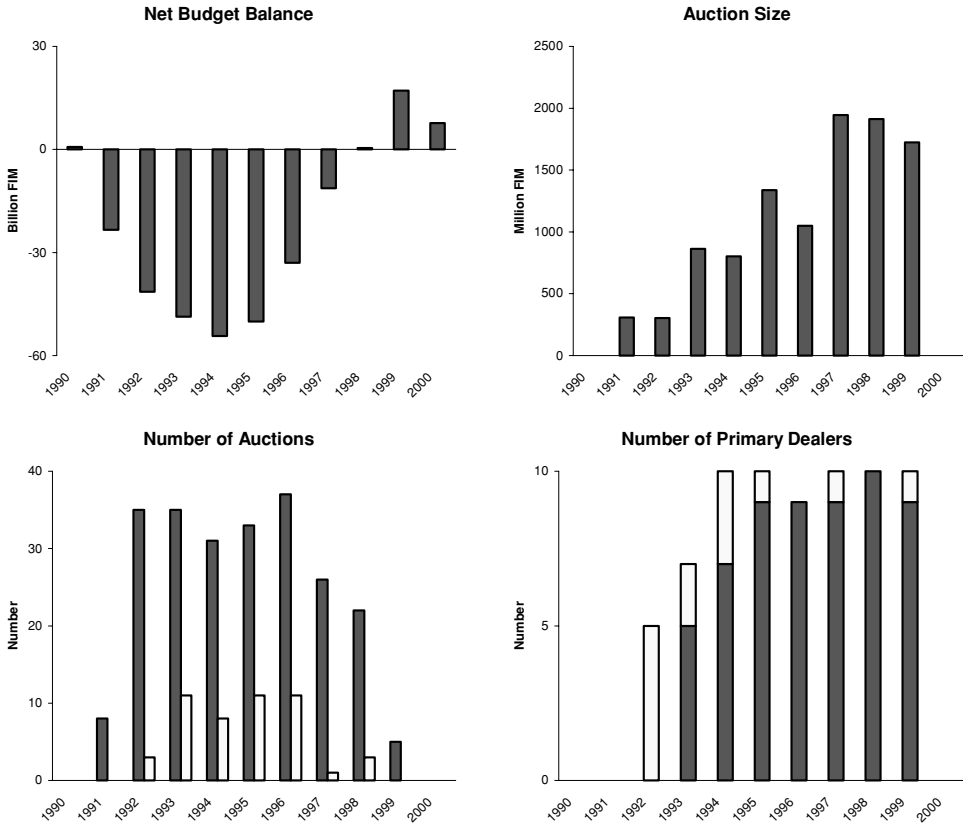 Net Budget Balance
30
0
-30
-60
Billion FIM
1990 1991 1992 1993 1994 1995 1996 1997 1998 1999 2000
Auction Size
2500
2000
1500
1000
500
0
Million FIM
1990 1991 1992 1993 1994 1995 1996 1997 1998 1999 2000
Number of Auctions
40
30
20
10
0
Number
1990 1991 1992 1993 1994 1995 1996 1997 1998 1999 2000
Number of Primary Dealers
10
5
0
Number
1990 1991 1992 1993 1994 1995 1996 1997 1998 1999 2000